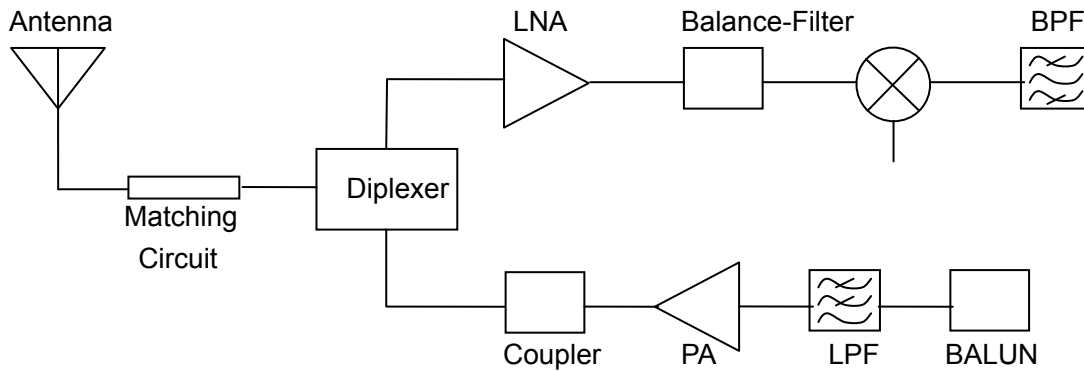 Antenna
LNA
Balance-Filter
BPF
Diplexer
Matching
Circuit
Coupler
PA
LPF
BALUN